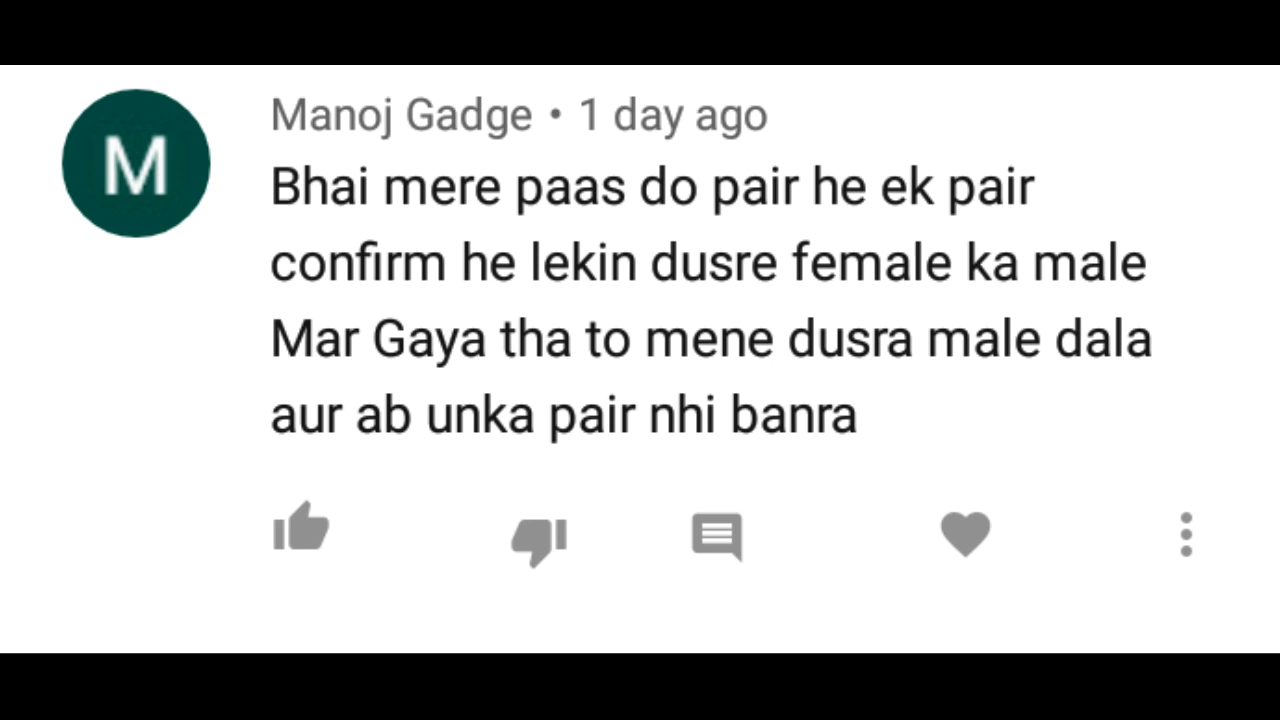 M
Manoj Gadge • 1 day ago
Bhai mere paas do pair he ek pair
confirm he lekin dusre female ka male
Mar Gaya tha to mene dusra male dala
aur ab unka pair nhi banra